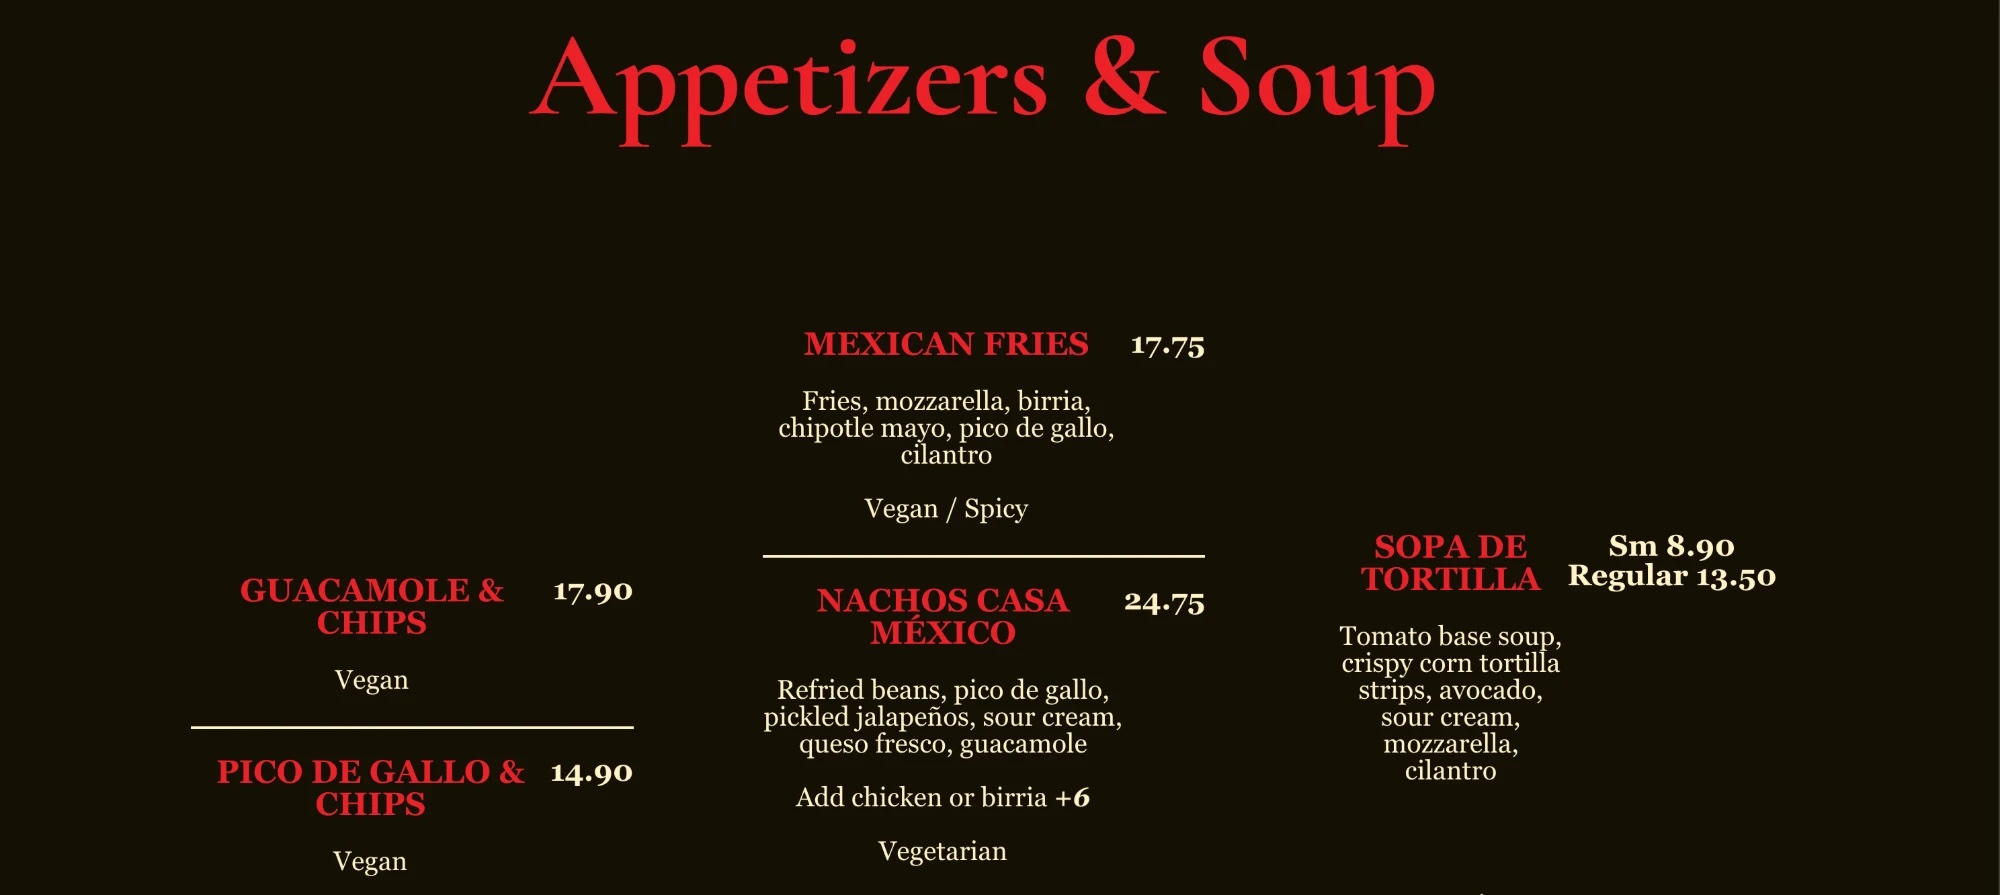 Appetizers & Soup
GUACAMOLE & CHIPS 17.90
Vegan
PICO DE GALLO & CHIPS 14.90
Vegan
MEXICAN FRIES 17.75
Fries, mozzarella, birria,
chipotle mayo, pico de gallo,
cilantro
Vegan / Spicy
NACHOS CASA MÉXICO 24.75
Refried beans, pico de gallo,
pickled jalapeños, sour cream,
queso fresco, guacamole
Add chicken or birria +6
Vegetarian
SOPA DE TORTILLA
Sm 8.90
Regular 13.50
Tomato base soup,
crispy corn tortilla
strips, avocado,
sour cream,
mozzarella,
cilantro